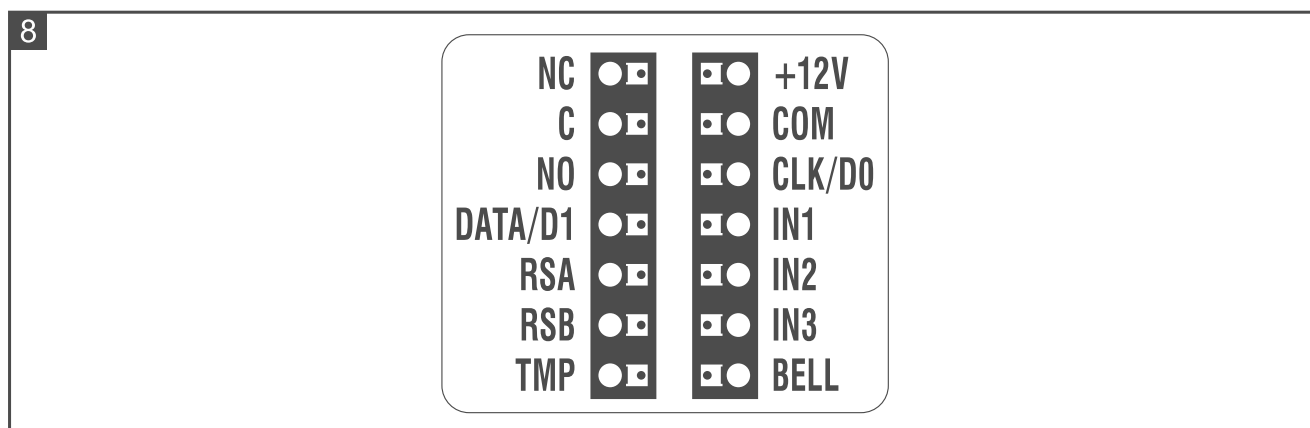 8
NC +12V
C COM
NO CLK/D0
DATA/D1 IN1
RSA IN2
RSB IN3
TMP BELL